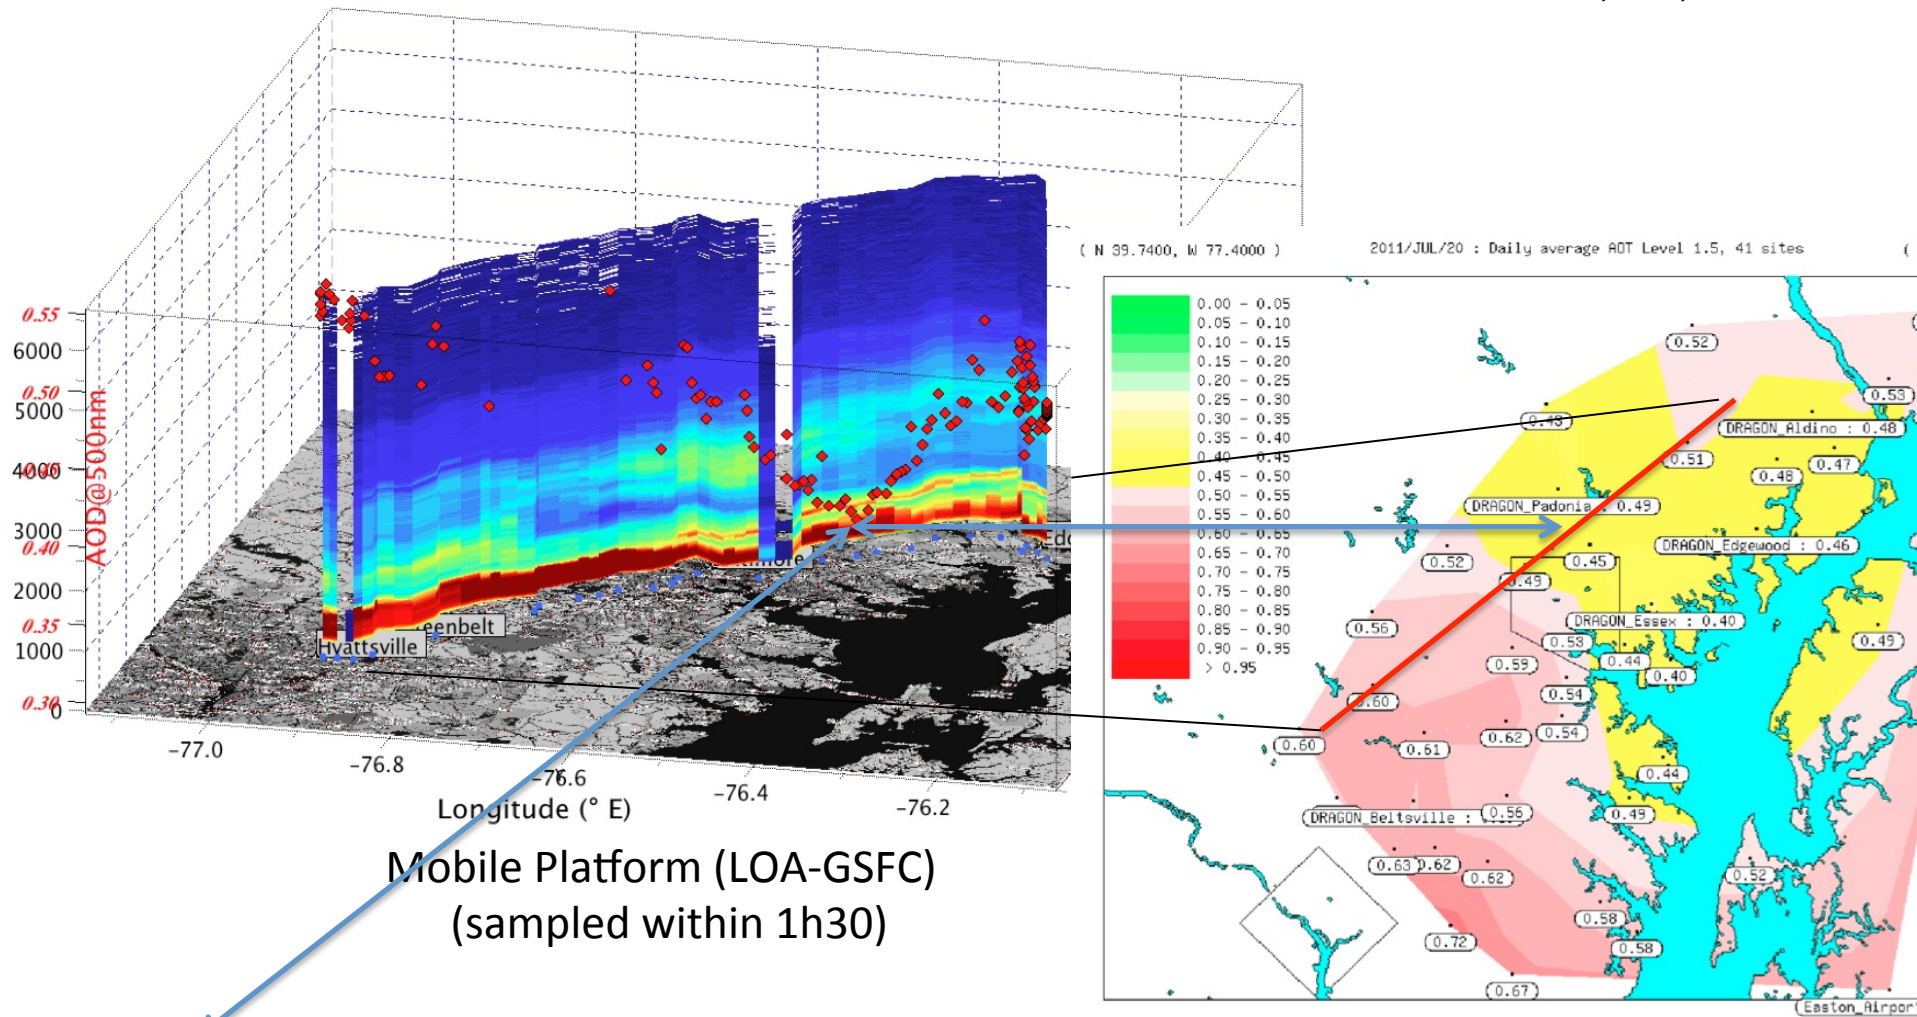 0.55
6000
0.50
5000
AOD@500nm
4000
3000
0.40
2000
0.35
1000
0.30
0
-77.0
-76.8
-76.6
-76.4
-76.2
Longitude (° E)
Hyattsville
eenbelt
Mobile Platform (LOA-GSFC)
(sampled within 1h30)
( N 39.7400, W 77.4000 )
2011/JUL/20 : Daily average AOT Level 1.5, 41 sites
(
0.00 - 0.05
0.05 - 0.10
0.10 - 0.15
0.15 - 0.20
0.20 - 0.25
0.25 - 0.30
0.30 - 0.35
0.35 - 0.40
0.40 - 0.45
0.45 - 0.50
0.50 - 0.55
0.55 - 0.60
0.60 - 0.65
0.65 - 0.70
0.70 - 0.75
0.75 - 0.80
0.80 - 0.85
0.85 - 0.90
0.90 - 0.95
> 0.95
0.52
0.53
DRAGON_Aldino : 0.48
0.51
0.47
0.48
DRAGON_Padonia : 0.49
DRAGON_Edgewood : 0.46
0.52
0.45
0.49
DRAGON_Essex : 0.40
0.56
0.53
0.49
0.59
0.44
0.40
0.54
0.60
0.60
0.61
0.62
0.54
0.44
DRAGON_Beltsville :
0.56
0.49
0.63
0.62
0.62
0.52
0.58
0.72
0.58
0.67
Easton_Airport